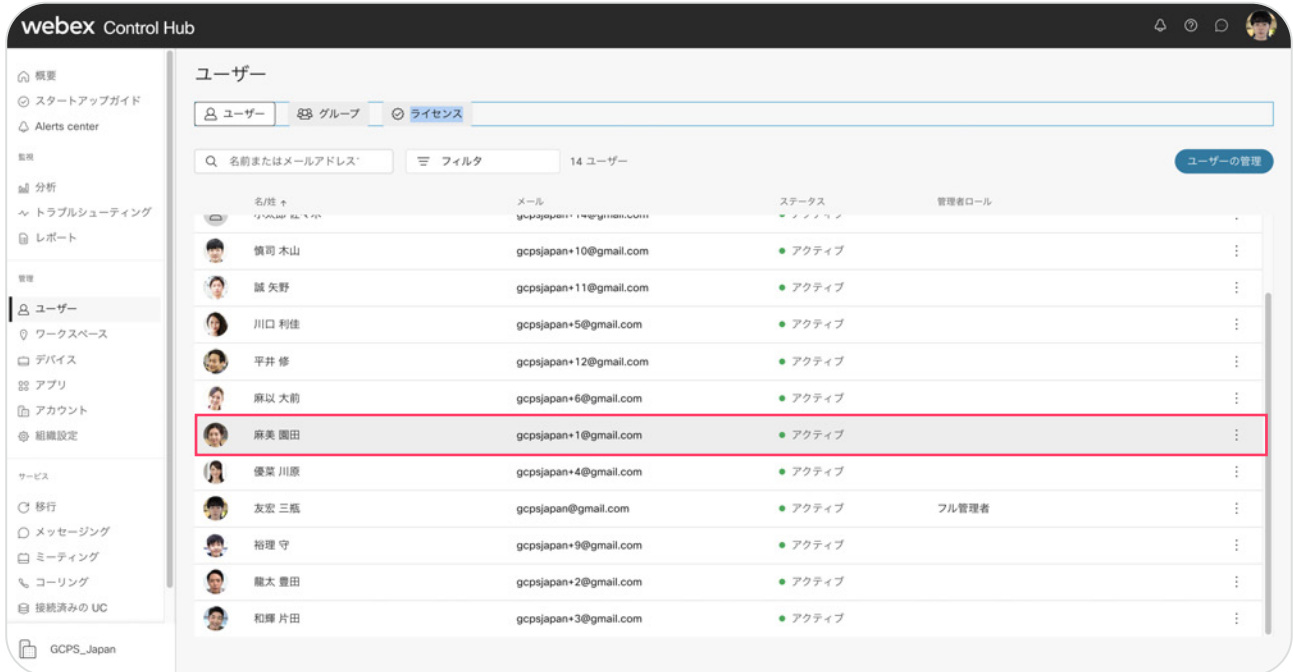 webex Control Hub
概要
スタートアップガイド
Alerts center
監視
分析
トラブルシューティング
レポート
管理
ユーザー
ワークスペース
デバイス
アプリ
アカウント
組織設定
サービス
移行
メッセージング
ミーティング
コーリング
接続済みの UC
GCPS_Japan
ユーザー
ユーザー グループ ライセンス
名前またはメールアドレス フィルタ 14 ユーザー ユーザーの管理
名/姓 ↑ メール ステータス 管理者ロール
gcpsjapan+14@gmail.com アクティブ
慎司 木山 gcpsjapan+10@gmail.com アクティブ
誠 矢野 gcpsjapan+11@gmail.com アクティブ
川口 利佳 gcpsjapan+5@gmail.com アクティブ
平井 修 gcpsjapan+12@gmail.com アクティブ
麻以 大前 gcpsjapan+6@gmail.com アクティブ
麻美 園田 gcpsjapan+1@gmail.com アクティブ
優菜 川原 gcpsjapan+4@gmail.com アクティブ
友宏 三瓶 gcpsjapan@gmail.com アクティブ フル管理者
裕理 守 gcpsjapan+9@gmail.com アクティブ
龍太 豊田 gcpsjapan+2@gmail.com アクティブ
和輝 片田 gcpsjapan+3@gmail.com アクティブ